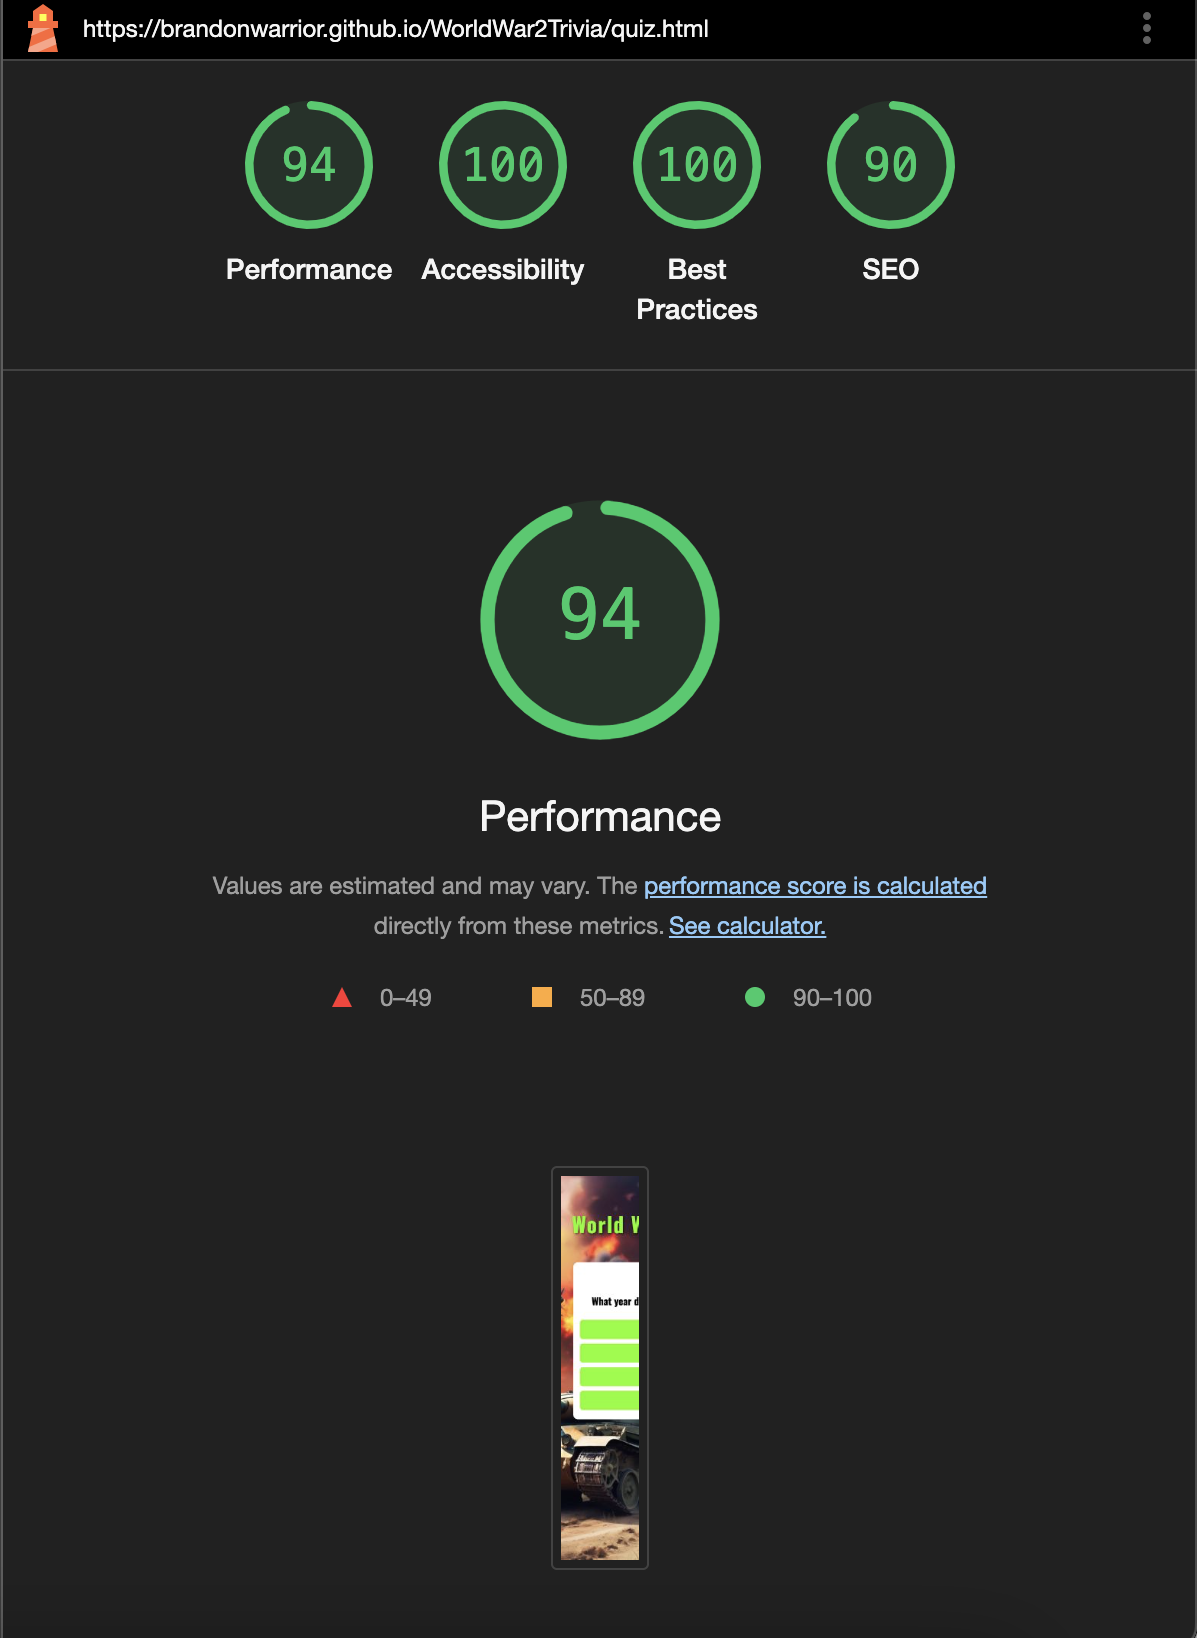 https://brandonwarrior.github.io/WorldWar2Trivia/quiz.html
94
100
100
90
Performance
Accessibility
Best
Practices
SEO
94
Performance
Values are estimated and may vary. The performance score is calculated
directly from these metrics. See calculator.
0–49
50–89
90–100
World W
What year d